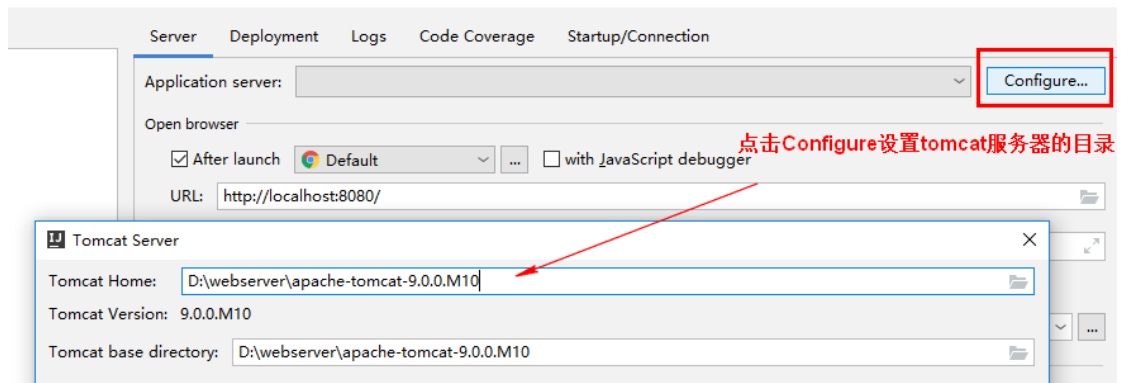 Server Deployment Logs Code Coverage Startup/Connection
Application server: Configure...
Open browser
点击Configure设置tomcat服务器的目录
After launch Default ... with JavaScript debugger
URL: http://localhost:8080/
Tomcat Server
Tomcat Home: D:\webserver\apache-tomcat-9.0.0.M10
Tomcat Version: 9.0.0.M10
...
Tomcat base directory: D:\webserver\apache-tomcat-9.0.0.M10